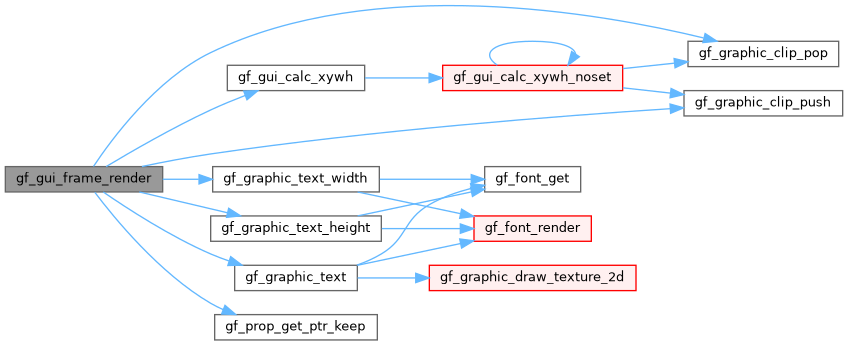 gf_graphic_clip_pop
gf_gui_calc_xywh
gf_gui_calc_xywh_noset
gf_graphic_clip_push
gf_gui_frame_render
gf_graphic_text_width
gf_font_get
gf_graphic_text_height
gf_font_render
gf_graphic_text
gf_graphic_draw_texture_2d
gf_prop_get_ptr_keep